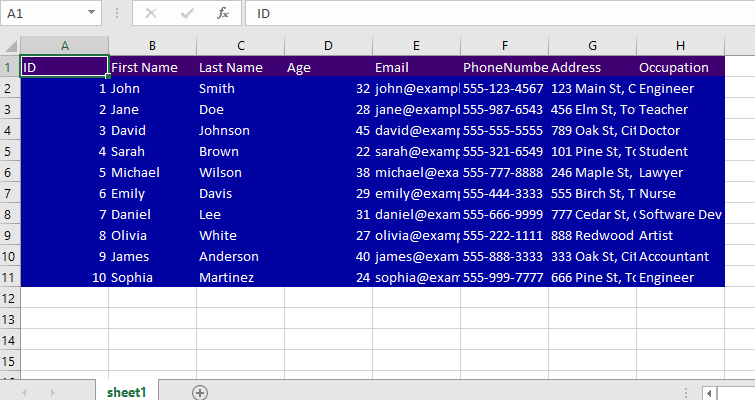 A1 fx ID
A B C D E F G H
1 ID First Name Last Name Age Email PhoneNumbe Address Occupation
2 1 John Smith 32 john@exampl 555-123-4567 123 Main St, C Engineer
3 2 Jane Doe 28 jane@exampl 555-987-6543 456 Elm St, To Teacher
4 3 David Johnson 45 david@examp 555-555-5555 789 Oak St, Cit Doctor
5 4 Sarah Brown 22 sarah@examp 555-321-6549 101 Pine St, To Student
6 5 Michael Wilson 38 michael@exa 555-777-8888 246 Maple St, Lawyer
7 6 Emily Davis 29 emily@examp 555-444-3333 555 Birch St, T Nurse
8 7 Daniel Lee 31 daniel@exam 555-666-9999 777 Cedar St, Software Dev
9 8 Olivia White 27 olivia@examp 555-222-1111 888 Redwood Artist
10 9 James Anderson 40 james@exam 555-888-3333 333 Oak St, Cit Accountant
11 10 Sophia Martinez 24 sophia@exam 555-999-7777 666 Pine St, To Engineer
12
13
14
15
sheet1